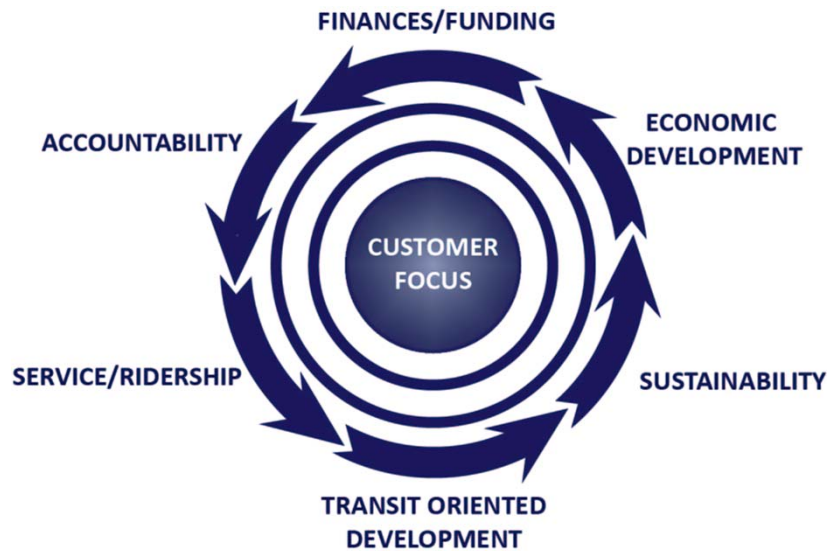 FINANCES/FUNDING
ECONOMIC
DEVELOPMENT
ACCOUNTABILITY
CUSTOMER
FOCUS
SERVICE/RIDERSHIP
SUSTAINABILITY
TRANSIT ORIENTED
DEVELOPMENT